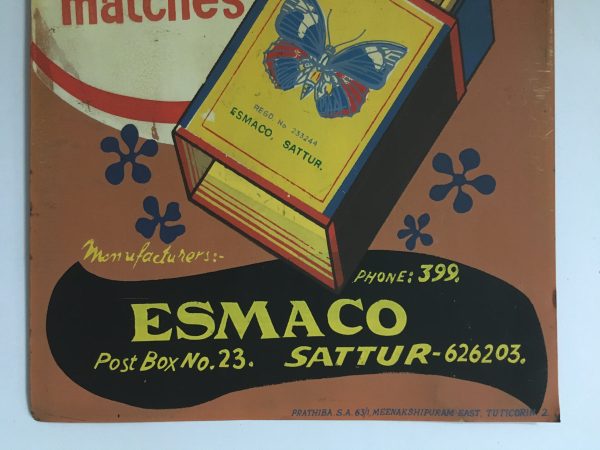 matches
REGD. No 233244
ESMACO, SATTUR.
Manufacturers:-
PHONE: 399.
ESMACO
Post Box No. 23. SATTUR-626203.
PRATHIBA S.A. 63/1, MEENAKSHIPURAM EAST, TUTICORIN 2